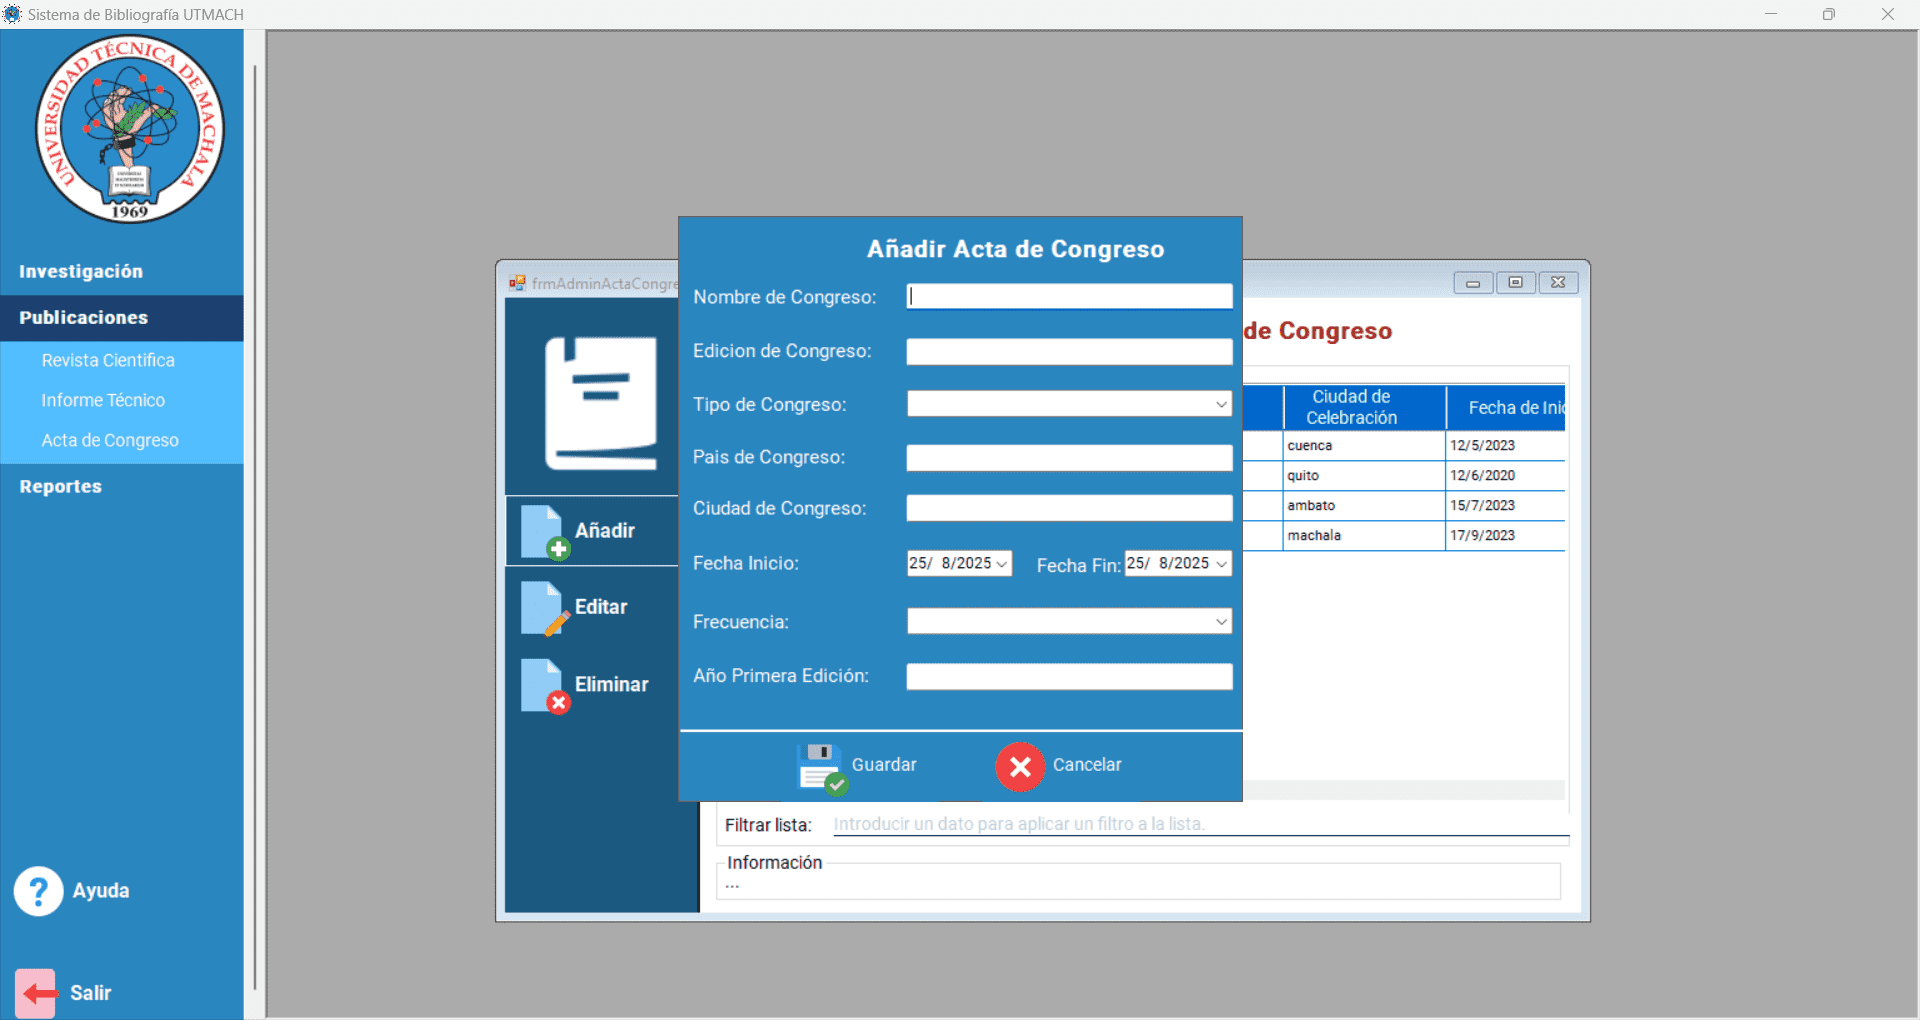 Sistema de Bibliografía UTMACH
UNIVERSIDAD TÉCNICA DE MACHALA
1969
Investigación
Publicaciones
Revista Cientifica
Informe Técnico
Acta de Congreso
Reportes
Ayuda
Salir
frmAdminActaCongre
de Congreso
Añadir
Editar
Eliminar
Ciudad de
Celebración
Fecha de Inic
cuenca 12/5/2023
quito 12/6/2020
ambato 15/7/2023
machala 17/9/2023
Filtrar lista: Introducir un dato para aplicar un filtro a la lista.
Información
...
Añadir Acta de Congreso
Nombre de Congreso:
Edicion de Congreso:
Tipo de Congreso:
Pais de Congreso:
Ciudad de Congreso:
Fecha Inicio: 25/ 8/2025 Fecha Fin: 25/ 8/2025
Frecuencia:
Año Primera Edición:
Guardar Cancelar